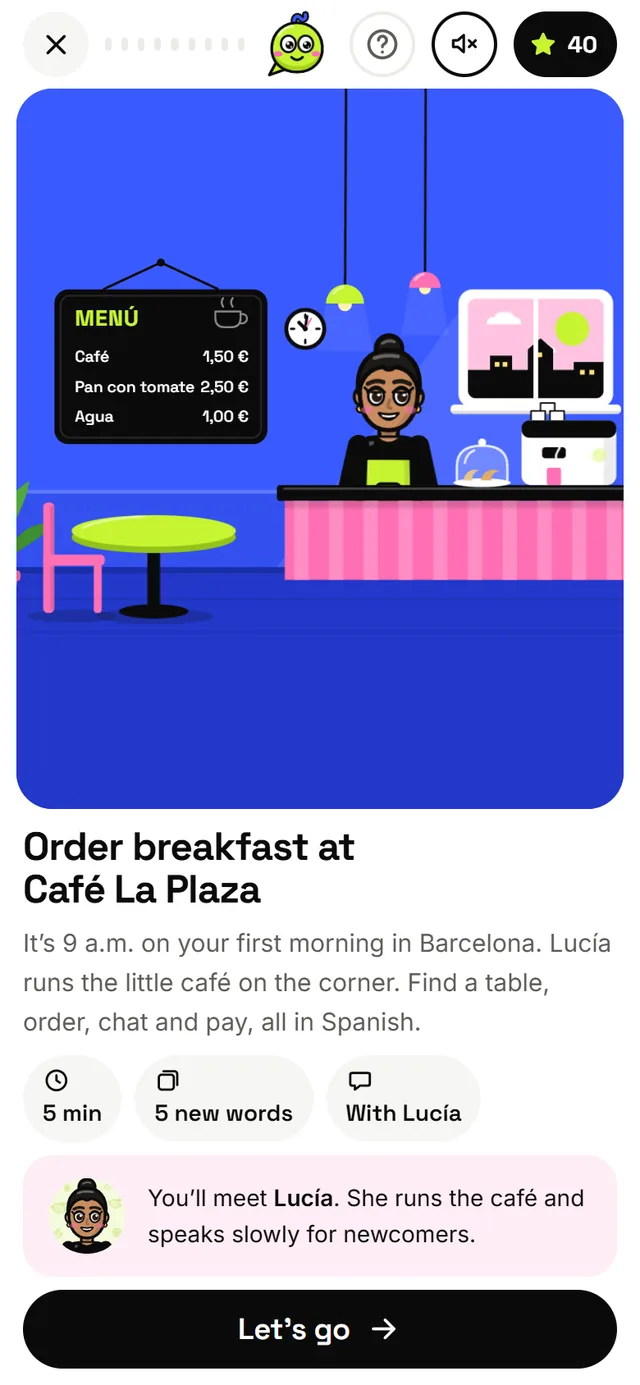 40
MENÚ
Café 1,50 €
Pan con tomate 2,50 €
Agua 1,00 €
Order breakfast at
Café La Plaza
It’s 9 a.m. on your first morning in Barcelona. Lucía
runs the little café on the corner. Find a table,
order, chat and pay, all in Spanish.
5 min
5 new words
With Lucía
You’ll meet Lucía. She runs the café and
speaks slowly for newcomers.
Let’s go →